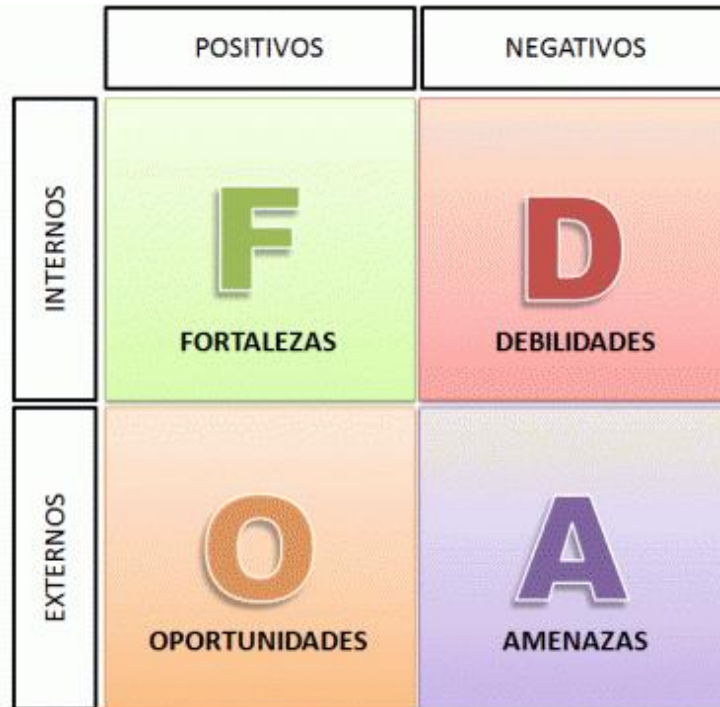 POSITIVOS
NEGATIVOS
INTERNOS
F
FORTALEZAS
D
DEBILIDADES
EXTERNOS
O
OPORTUNIDADES
A
AMENAZAS